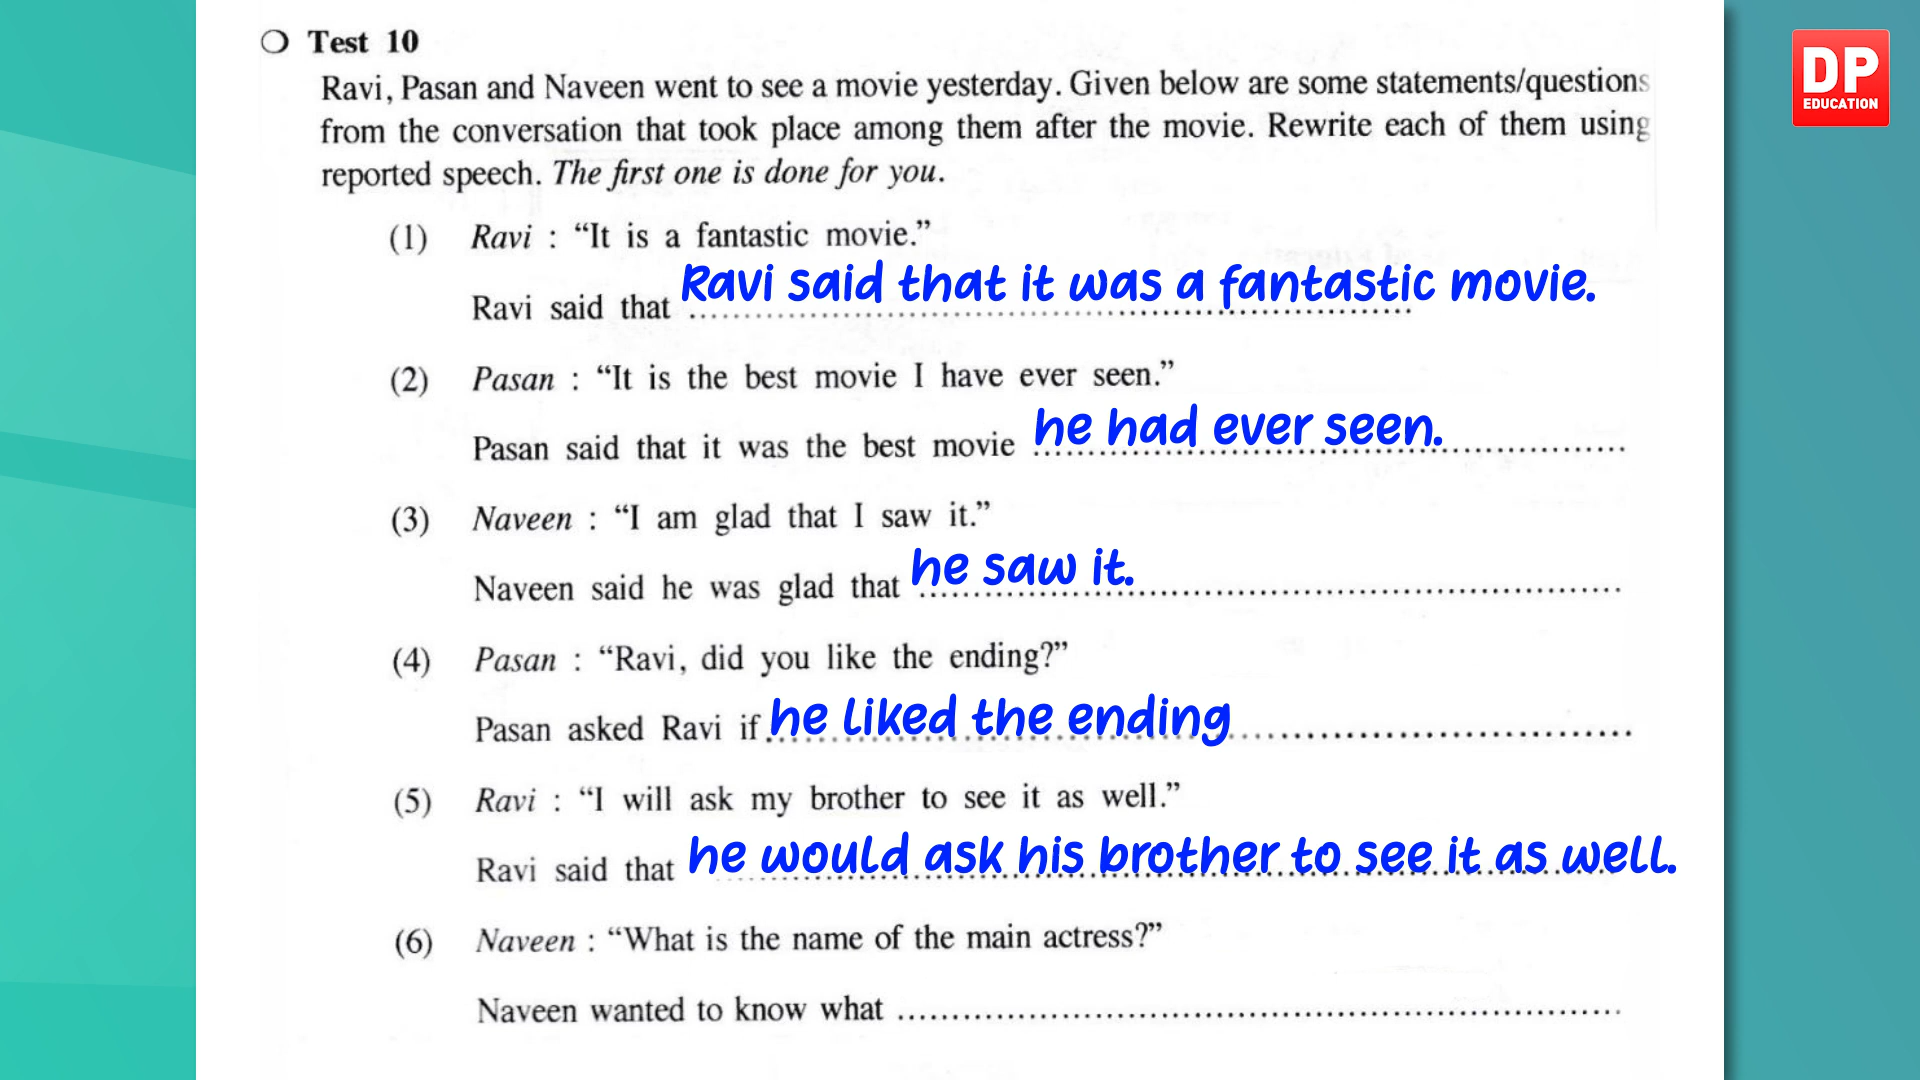 Test 10
DP
EDUCATION
Ravi, Pasan and Naveen went to see a movie yesterday. Given below are some statements/questions
from the conversation that took place among them after the movie. Rewrite each of them using
reported speech. The first one is done for you.
(1) Ravi : “It is a fantastic movie.”
Ravi said that Ravi said that it was a fantastic movie.
(2) Pasan : “It is the best movie I have ever seen.”
Pasan said that it was the best movie he had ever seen.
(3) Naveen : “I am glad that I saw it.”
Naveen said he was glad that he saw it.
(4) Pasan : “Ravi, did you like the ending?”
Pasan asked Ravi if he liked the ending
(5) Ravi : “I will ask my brother to see it as well.”
Ravi said that he would ask his brother to see it as well.
(6) Naveen : “What is the name of the main actress?”
Naveen wanted to know what ....................